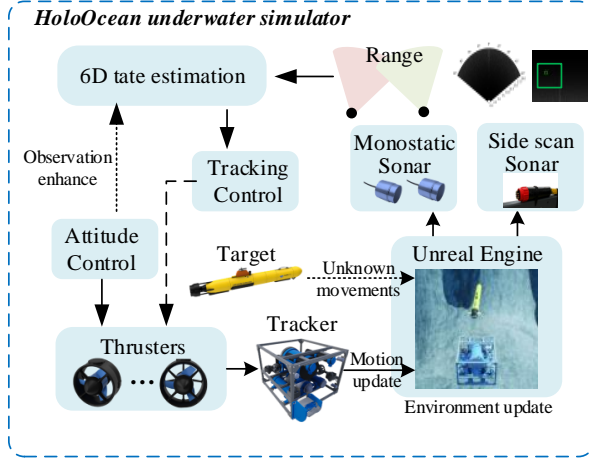 HoloOcean underwater simulator
6D tate estimation
Range
Observation
enhance
Tracking
Control
Monostatic
Sonar
Side scan
Sonar
Attitude
Control
Target
Unknown
movements
Unreal Engine
Thrusters
Tracker
Motion
update
Environment update